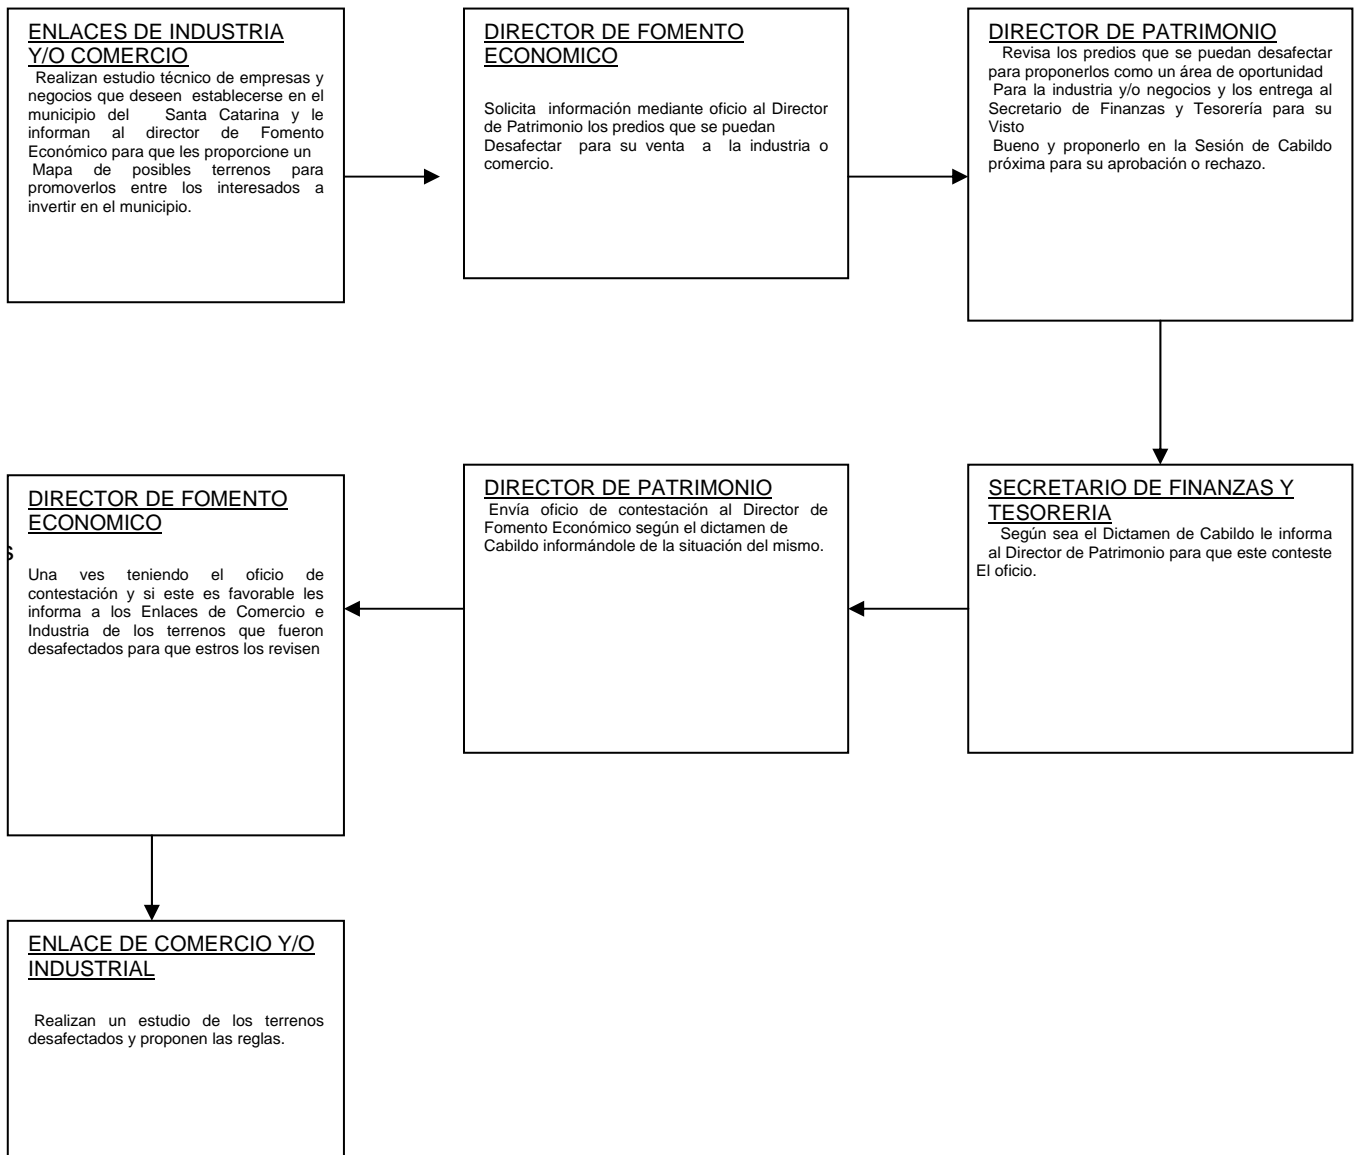 ENLACES DE INDUSTRIA
Y/O COMERCIO
Realizan estudio técnico de empresas y
negocios que deseen establecerse en el
municipio del Santa Catarina y le
informan al director de Fomento
Económico para que les proporcione un
Mapa de posibles terrenos para
promoverlos entre los interesados a
invertir en el municipio.
DIRECTOR DE FOMENTO
ECONOMICO
Solicita información mediante oficio al Director
de Patrimonio los predios que se puedan
Desafectar para su venta a la industria o
comercio.
DIRECTOR DE PATRIMONIO
Revisa los predios que se puedan desafectar
para proponerlos como un área de oportunidad
Para la industria y/o negocios y los entrega al
Secretario de Finanzas y Tesorería para su
Visto
Bueno y proponerlo en la Sesión de Cabildo
próxima para su aprobación o rechazo.
SECRETARIO DE FINANZAS Y
TESORERIA
Según sea el Dictamen de Cabildo le informa
al Director de Patrimonio para que este conteste
El oficio.
DIRECTOR DE PATRIMONIO
Envía oficio de contestación al Director de
Fomento Económico según el dictamen de
Cabildo informándole de la situación del mismo.
DIRECTOR DE FOMENTO
ECONOMICO
s
Una ves teniendo el oficio de
contestación y si este es favorable les
informa a los Enlaces de Comercio e
Industria de los terrenos que fueron
desafectados para que estros los revisen
ENLACE DE COMERCIO Y/O
INDUSTRIAL
Realizan un estudio de los terrenos
desafectados y proponen las reglas.